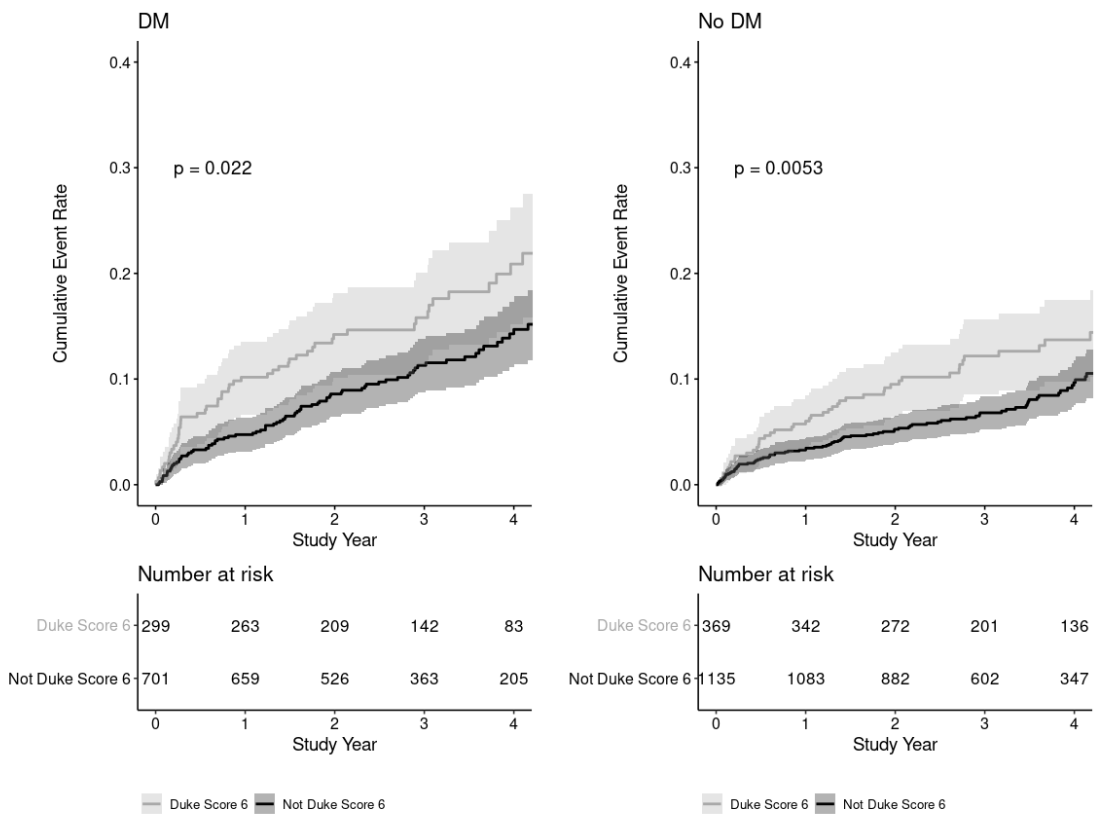 DM
0.4
0.3
0.2
0.1
0.0
Cumulative Event Rate
p = 0.022
0 1 2 3 4
Study Year
Number at risk
Duke Score 6 299 263 209 142 83
Not Duke Score 6 701 659 526 363 205
0 1 2 3 4
Study Year
Duke Score 6 Not Duke Score 6
No DM
0.4
0.3
0.2
0.1
0.0
Cumulative Event Rate
p = 0.0053
0 1 2 3 4
Study Year
Number at risk
Duke Score 6 369 342 272 201 136
Not Duke Score 6 1135 1083 882 602 347
0 1 2 3 4
Study Year
Duke Score 6 Not Duke Score 6